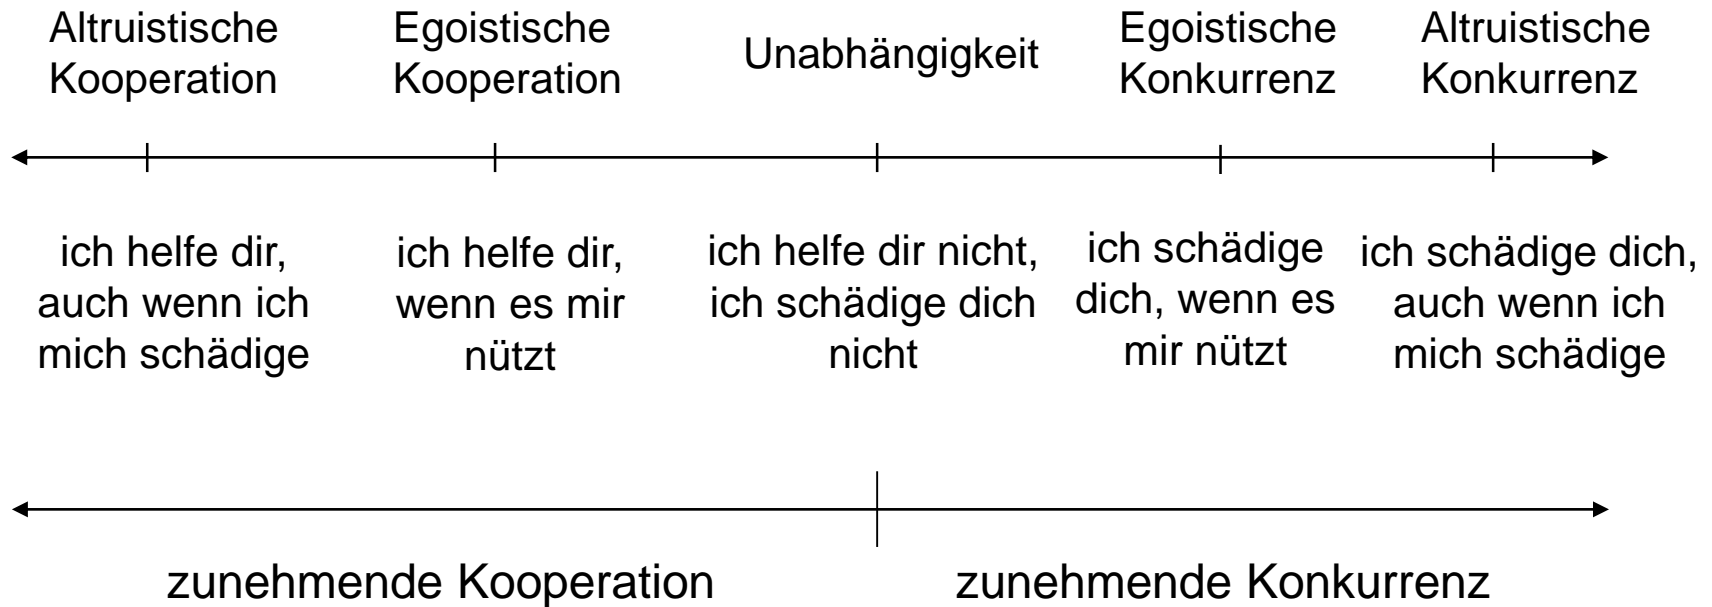 Altruistische
Kooperation
Egoistische
Kooperation
Unabhängigkeit
Egoistische
Konkurrenz
Altruistische
Konkurrenz
ich helfe dir,
auch wenn ich
mich schädige
ich helfe dir,
wenn es mir
nützt
ich helfe dir nicht,
ich schädige dich
nicht
ich schädige
dich, wenn es
mir nützt
ich schädige dich,
auch wenn ich
mich schädige
zunehmende Kooperation
zunehmende Konkurrenz